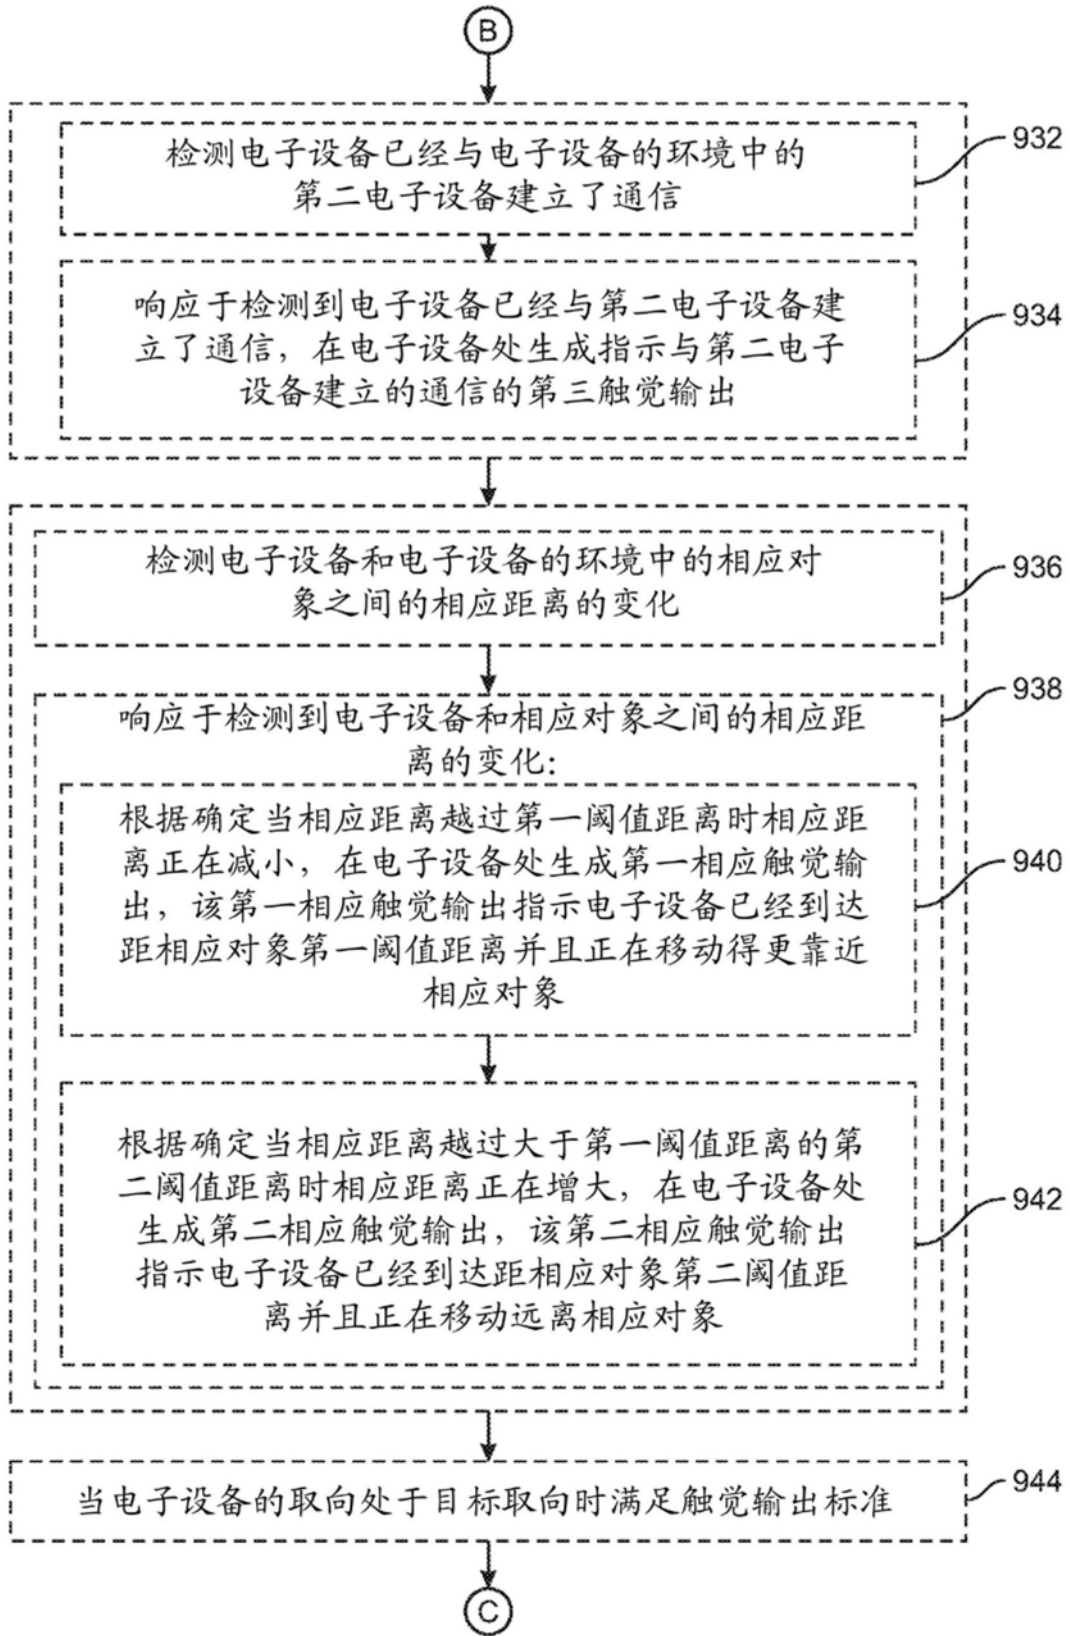 B
检测电子设备已经与电子设备的环境中的
第二电子设备建立了通信
932
响应于检测到电子设备已经与第二电子设备建
立了通信，在电子设备处生成指示与第二电子
设备建立的通信的第三触觉输出
934
检测电子设备和电子设备的环境中的相应对
象之间的相应距离的变化
936
响应于检测到电子设备和相应对象之间的相应距
离的变化：
938
根据确定当相应距离越过第一阈值距离时相应距
离正在减小，在电子设备处生成第一相应触觉输
出，该第一相应触觉输出指示电子设备已经到达
距相应对象第一阈值距离并且正在移动得更靠近
相应对象
940
根据确定当相应距离越过大于第一阈值距离的第
二阈值距离时相应距离正在增大，在电子设备处
生成第二相应触觉输出，该第二相应触觉输出
指示电子设备已经到达距相应对象第二阈值距
离并且正在移动远离相应对象
942
当电子设备的取向处于目标取向时满足触觉输出标准
944
C